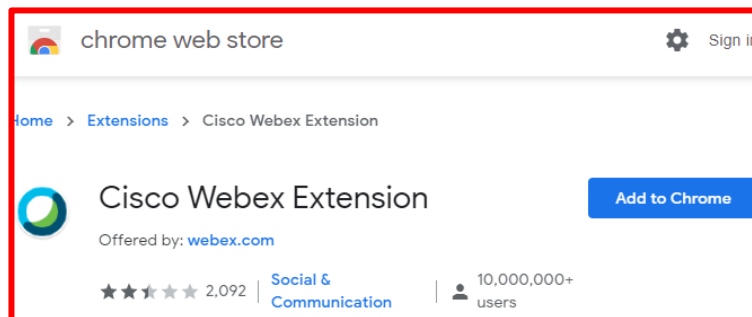 chrome web store
Sign in
Home > Extensions > Cisco Webex Extension
Cisco Webex Extension
Add to Chrome
Offered by: webex.com
2,092
Social &
Communication
10,000,000+
users